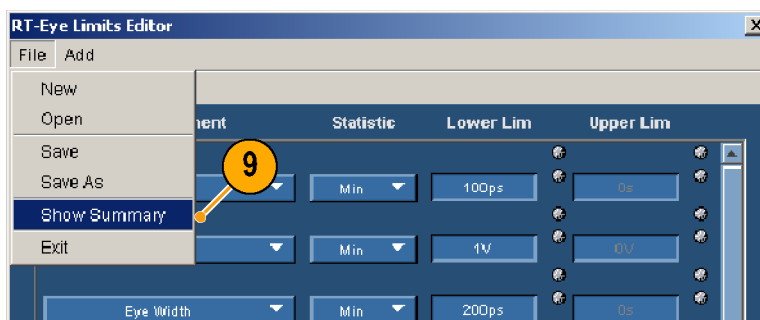 RT-Eye Limits Editor
File Add
New
Open
Save
Save As
Show Summary
Exit
9
ment Statistic Lower Lim Upper Lim
Min 100ps 0s
Min 1V 0V
Eye Width Min 200ps 0s